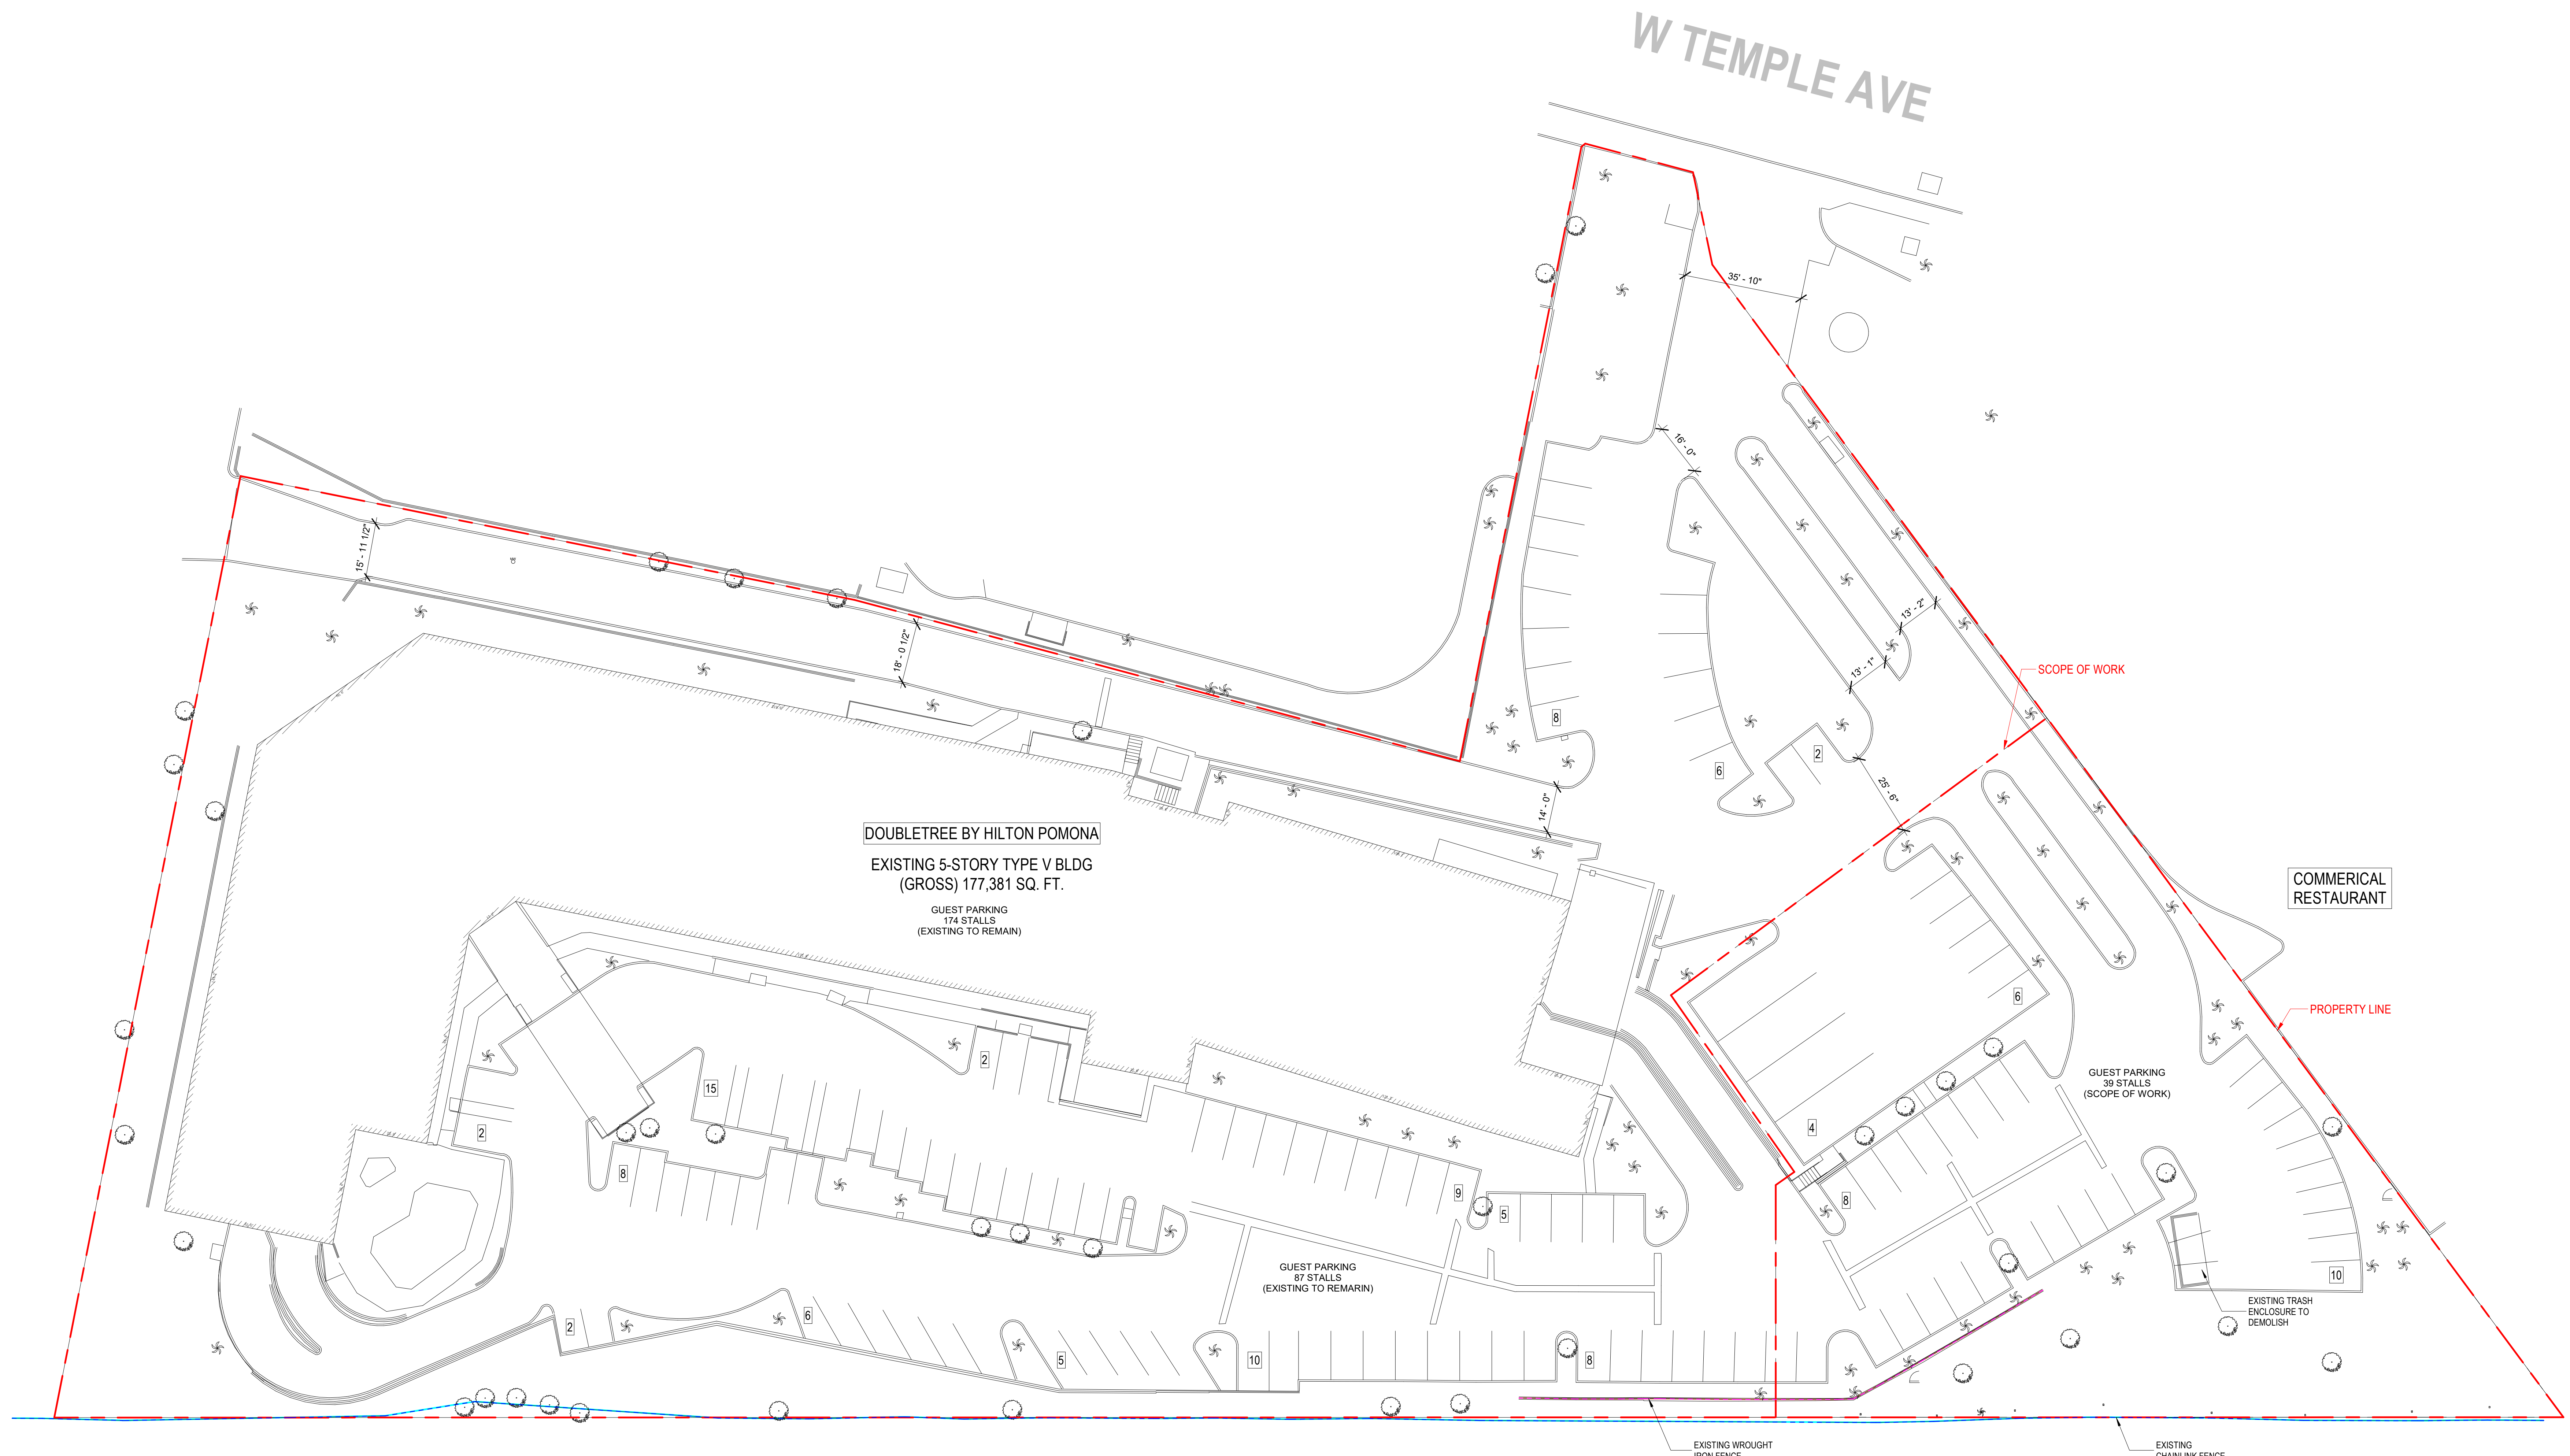 W TEMPLE AVE
35' - 10"
16' - 0"
15' - 11 1/2"
18' - 0 1/2"
13' - 2"
13' - 1"
SCOPE OF WORK
8
6
2
25' - 6"
14' - 0"
DOUBLETREE BY HILTON POMONA
EXISTING 5-STORY TYPE V BLDG
(GROSS) 177,381 SQ. FT.
GUEST PARKING
174 STALLS
(EXISTING TO REMAIN)
COMMERICAL
RESTAURANT
6
PROPERTY LINE
2
15
GUEST PARKING
39 STALLS
(SCOPE OF WORK)
2
4
8
9
5
8
GUEST PARKING
87 STALLS
(EXISTING TO REMARIN)
10
EXISTING TRASH
ENCLOSURE TO
DEMOLISH
6
2
5
10
8
EXISTING WROUGHT
IRON FENCE
EXISTING
CHAINLINK FENCE